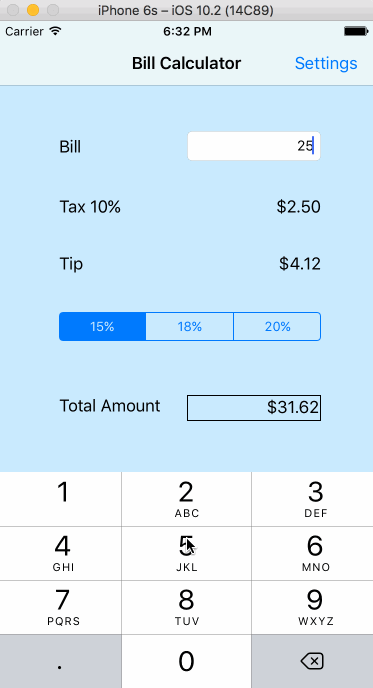 iPhone 6s – iOS 10.2 (14C89)
Carrier 6:32 PM
Bill Calculator Settings
Bill 25
Tax 10% $2.50
Tip $4.12
15% 18% 20%
Total Amount $31.62
1 2 3
ABC DEF
4 5 6
GHI JKL MNO
7 8 9
PQRS TUV WXYZ
. 0